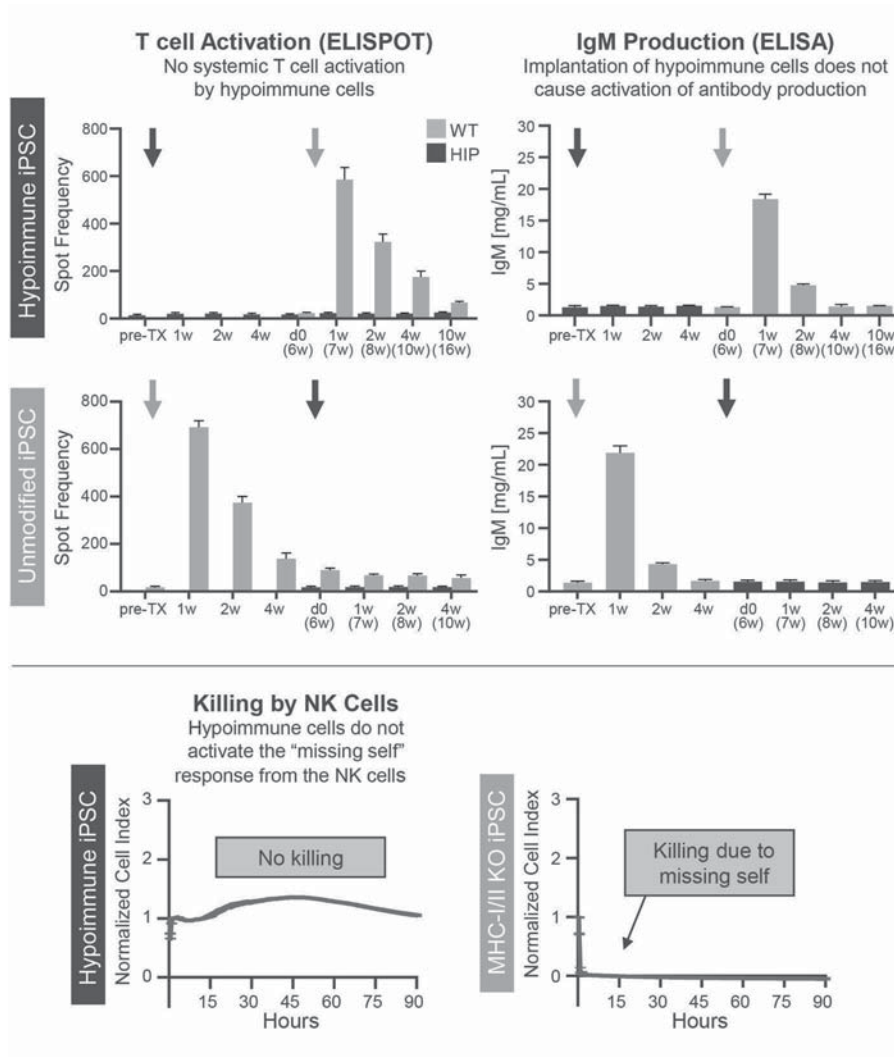 T cell Activation (ELISPOT)
No systemic T cell activation
by hypoimmune cells
IgM Production (ELISA)
Implantation of hypoimmune cells does not
cause activation of antibody production
Hypoimmune iPSC
Spot Frequency
800
600
400
200
0
WT
HIP
pre-TX 1w 2w 4w d0 1w 2w 4w 10w
(6w) (7w) (8w) (10w) (16w)
IgM [mg/mL]
30
25
20
15
10
5
0
pre-TX 1w 2w 4w d0 1w 2w 4w 10w
(6w) (7w) (8w) (10w) (16w)
Unmodified iPSC
Spot Frequency
800
600
400
200
0
pre-TX 1w 2w 4w d0 1w 2w 4w
(6w) (7w) (8w) (10w)
IgM [mg/mL]
30
25
20
15
10
5
0
pre-TX 1w 2w 4w d0 1w 2w 4w
(6w) (7w) (8w) (10w)
Killing by NK Cells
Hypoimmune cells do not
activate the “missing self”
response from the NK cells
Hypoimmune iPSC
Normalized Cell Index
3
2
1
0
No killing
15 30 45 60 75 90
Hours
MHC-I/II KO iPSC
Normalized Cell Index
3
2
1
0
Killing due to
missing self
15 30 45 60 75 90
Hours